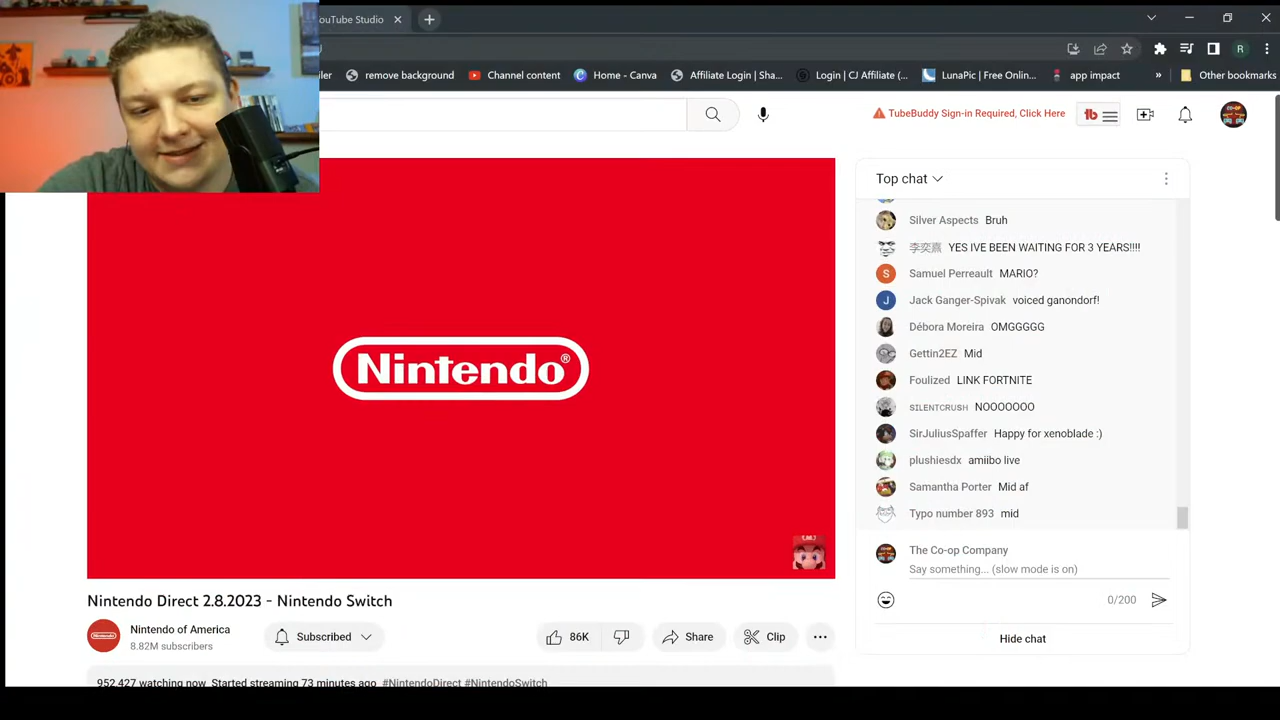 ouTube Studio
ller
remove background
Channel content
Home - Canva
Affiliate Login | Sha...
Login | CJ Affiliate (...
LunaPic | Free Onlin...
app impact
»
Other bookmarks
R
TubeBuddy Sign-in Required, Click Here
tb
Top chat
Silver Aspects Bruh
李奕熹 YES IVE BEEN WAITING FOR 3 YEARS!!!!
Samuel Perreault MARIO?
S
Jack Ganger-Spivak voiced ganondorf!
J
Débora Moreira OMGGGGG
Gettin2EZ Mid
Foulized LINK FORTNITE
SILENTCRUSH NOOOOOOO
SirJuliusSpaffer Happy for xenoblade :)
plushiesdx amiibo live
Samantha Porter Mid af
Typo number 893 mid
The Co-op Company
Say something... (slow mode is on)
0/200
Hide chat
Nintendo®
Nintendo Direct 2.8.2023 - Nintendo Switch
Nintendo of America
8.82M subscribers
Subscribed
86K
Share
Clip
952,427 watching now Started streaming 73 minutes ago #NintendoDirect #NintendoSwitch